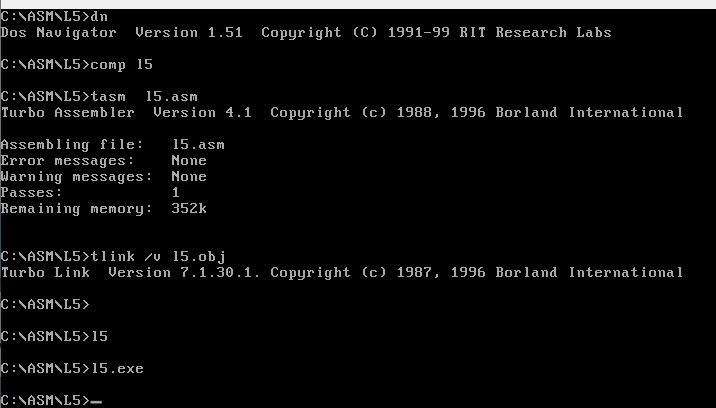 C:\ASM\L5>dn
Dos Navigator  Version 1.51  Copyright (C) 1991-99 RIT Research Labs
C:\ASM\L5>comp l5
C:\ASM\L5>tasm  l5.asm
Turbo Assembler  Version 4.1  Copyright (c) 1988, 1996 Borland International
Assembling file:   l5.asm
Error messages:    None
Warning messages:  None
Passes:            1
Remaining memory:  352k
C:\ASM\L5>tlink /v l5.obj
Turbo Link  Version 7.1.30.1. Copyright (c) 1987, 1996 Borland International
C:\ASM\L5>
C:\ASM\L5>l5
C:\ASM\L5>l5.exe
C:\ASM\L5>